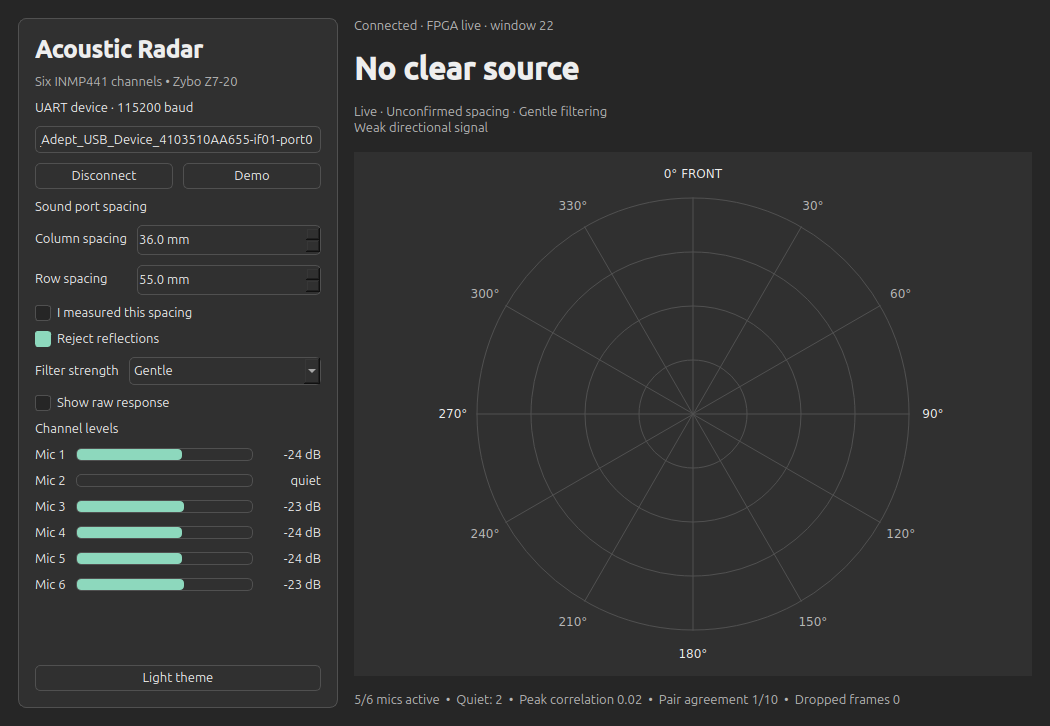 Acoustic Radar
Six INMP441 channels • Zybo Z7-20
UART device · 115200 baud
Adept_USB_Device_4103510AA655-if01-port0
Disconnect
Demo
Sound port spacing
Column spacing 36.0 mm
Row spacing 55.0 mm
I measured this spacing
Reject reflections
Filter strength Gentle
Show raw response
Channel levels
Mic 1 -24 dB
Mic 2 quiet
Mic 3 -23 dB
Mic 4 -24 dB
Mic 5 -24 dB
Mic 6 -23 dB
Light theme
Connected · FPGA live · window 22
No clear source
Live · Unconfirmed spacing · Gentle filtering
Weak directional signal
0° FRONT
330°
30°
300°
60°
270°
90°
240°
120°
210°
150°
180°
5/6 mics active • Quiet: 2 • Peak correlation 0.02 • Pair agreement 1/10 • Dropped frames 0